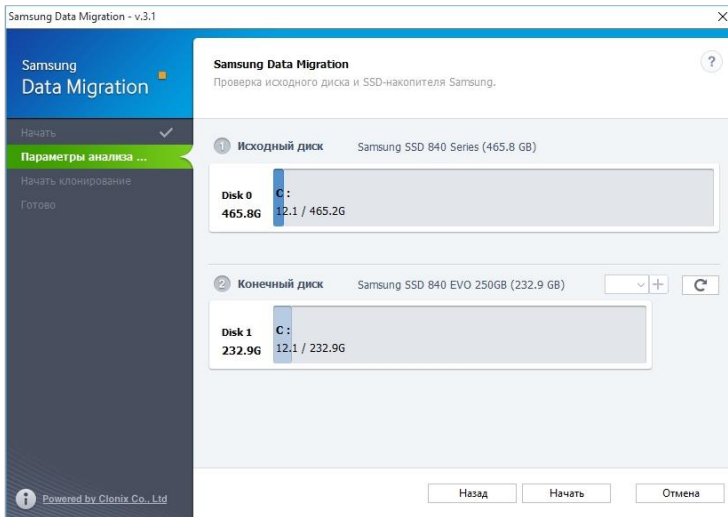 Samsung Data Migration - v.3.1
Samsung
Data Migration
Начать
Параметры анализа ...
Начать клонирование
Готово
Powered by Clonix Co., Ltd
Samsung Data Migration
Проверка исходного диска и SSD-накопителя Samsung.
?
1 Исходный диск Samsung SSD 840 Series (465.8 GB)
Disk 0
465.8G
C :
12.1 / 465.2G
2 Конечный диск Samsung SSD 840 EVO 250GB (232.9 GB)
Disk 1
232.9G
C :
12.1 / 232.9G
Назад Начать Отмена